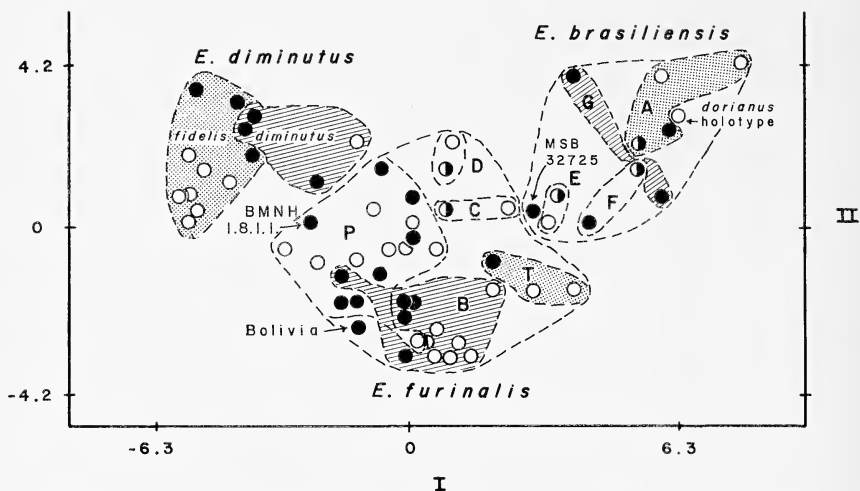 E. diminutus
E. brasiliensis
4.2
G
A
dorianus
holotype
fidelis
diminutus
MSB
32725
D
E
F
BMNH
1.8.1.1.
C
0
II
P
T
B
Bolivia
E. furinalis
-4.2
-6.3
0
6.3
I